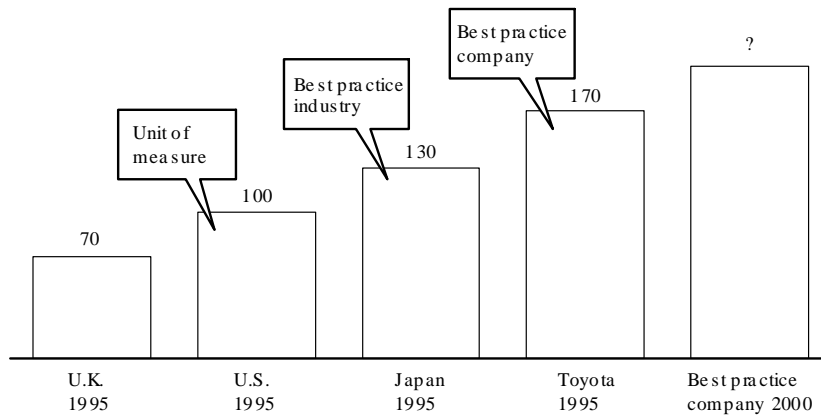 Best practice
company
?
Best practice
industry
170
Unit of
measure
130
100
70
U.K.
1995
U.S.
1995
Japan
1995
Toyota
1995
Best practice
company 2000